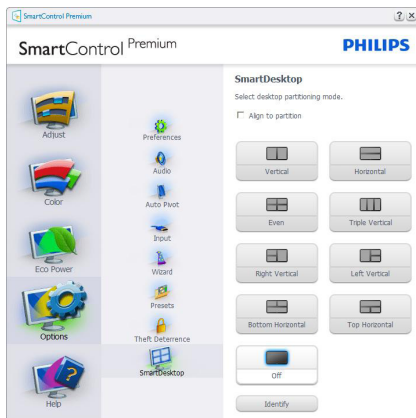 SmartControl Premium
SmartControl Premium
PHILIPS
Adjust
Color
Eco Power
Options
Help
Preferences
Audio
Auto Pivot
Input
Wizard
Presets
Theft Deterrence
SmartDesktop
SmartDesktop
Select desktop partitioning mode.
Align to partition
Vertical
Horizontal
Even
Triple Vertical
Right Vertical
Left Vertical
Bottom Horizontal
Top Horizontal
Off
Identify